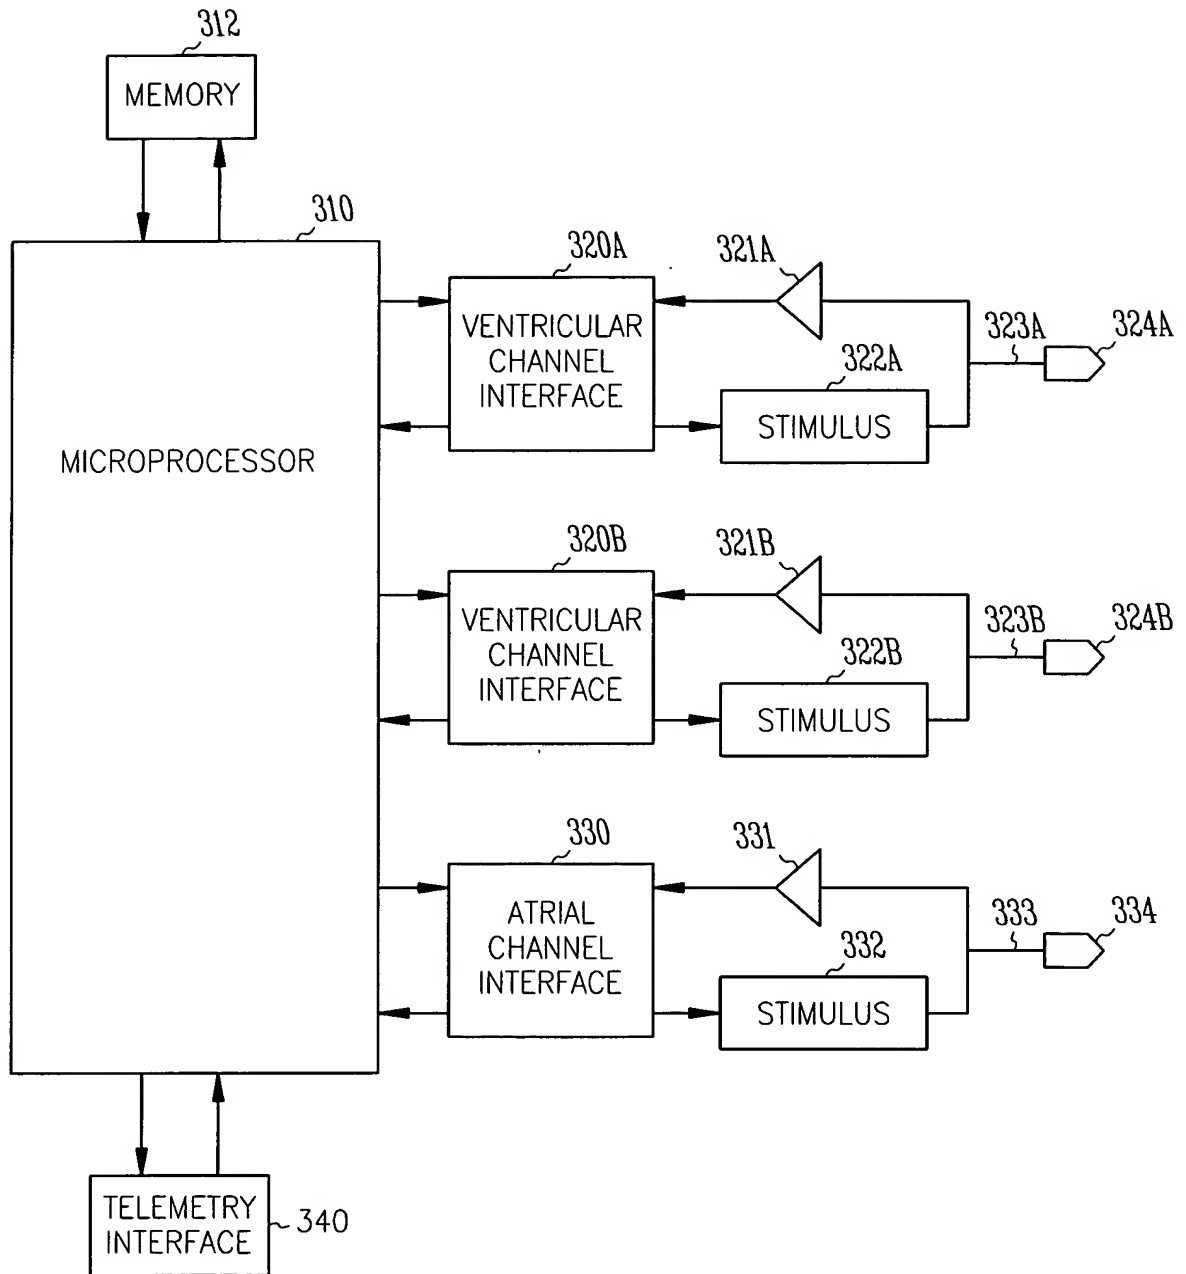 312
MEMORY
310
MICROPROCESSOR
320A
VENTRICULAR
CHANNEL
INTERFACE
321A
322A
STIMULUS
323A
324A
320B
VENTRICULAR
CHANNEL
INTERFACE
321B
322B
STIMULUS
323B
324B
330
ATRIAL
CHANNEL
INTERFACE
331
332
STIMULUS
333
334
TELEMETRY
INTERFACE
340